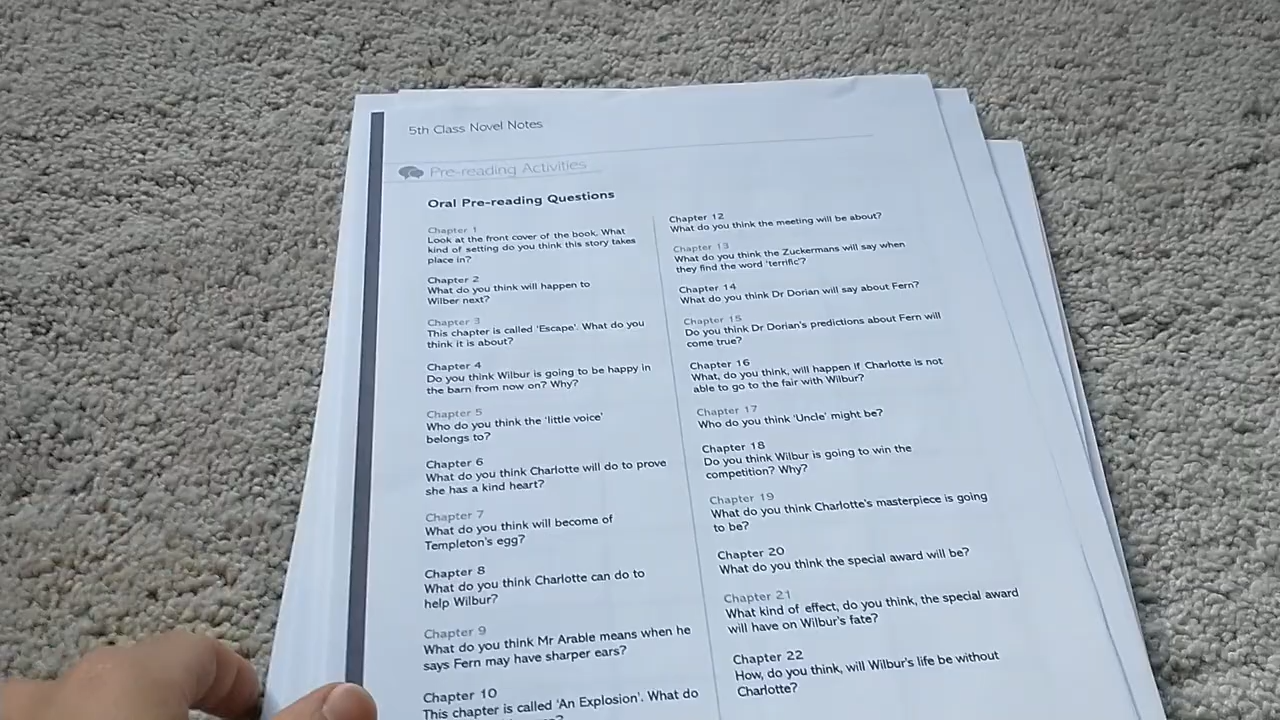 5th Class Novel Notes
Pre-reading Activities
Oral Pre-reading Questions
Chapter 1
Look at the front cover of the book. What
kind of setting do you think this story takes
place in?
Chapter 2
What do you think will happen to
Wilber next?
Chapter 3
This chapter is called 'Escape'. What do you
think it is about?
Chapter 4
Do you think Wilbur is going to be happy in
the barn from now on? Why?
Chapter 5
Who do you think the 'little voice'
belongs to?
Chapter 6
What do you think Charlotte will do to prove
she has a kind heart?
Chapter 7
What do you think will become of
Templeton's egg?
Chapter 8
What do you think Charlotte can do to
help Wilbur?
Chapter 9
What do you think Mr Arable means when he
says Fern may have sharper ears?
Chapter 10
This chapter is called 'An Explosion'. What do
Chapter 12
What do you think the meeting will be about?
Chapter 13
What do you think the Zuckermans will say when
they find the word 'terrific'?
Chapter 14
What do you think Dr Dorian will say about Fern?
Chapter 15
Do you think Dr Dorian's predictions about Fern will
come true?
Chapter 16
What, do you think, will happen if Charlotte is not
able to go to the fair with Wilbur?
Chapter 17
Who do you think 'Uncle' might be?
Chapter 18
Do you think Wilbur is going to win the
competition? Why?
Chapter 19
What do you think Charlotte's masterpiece is going
to be?
Chapter 20
What do you think the special award will be?
Chapter 21
What kind of effect, do you think, the special award
will have on Wilbur's fate?
Chapter 22
How, do you think, will Wilbur's life be without
Charlotte?